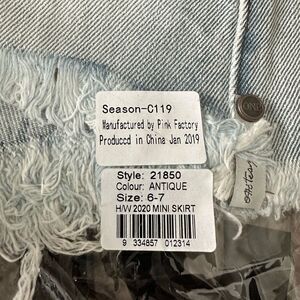 Season-C119
Manufactured by Pink Factory
Produccd in China Jan 2019
Style: 21850
Colour: ANTIQUE
Size: 6-7
H/W 2020 MINI SKIRT
9 334857 012314